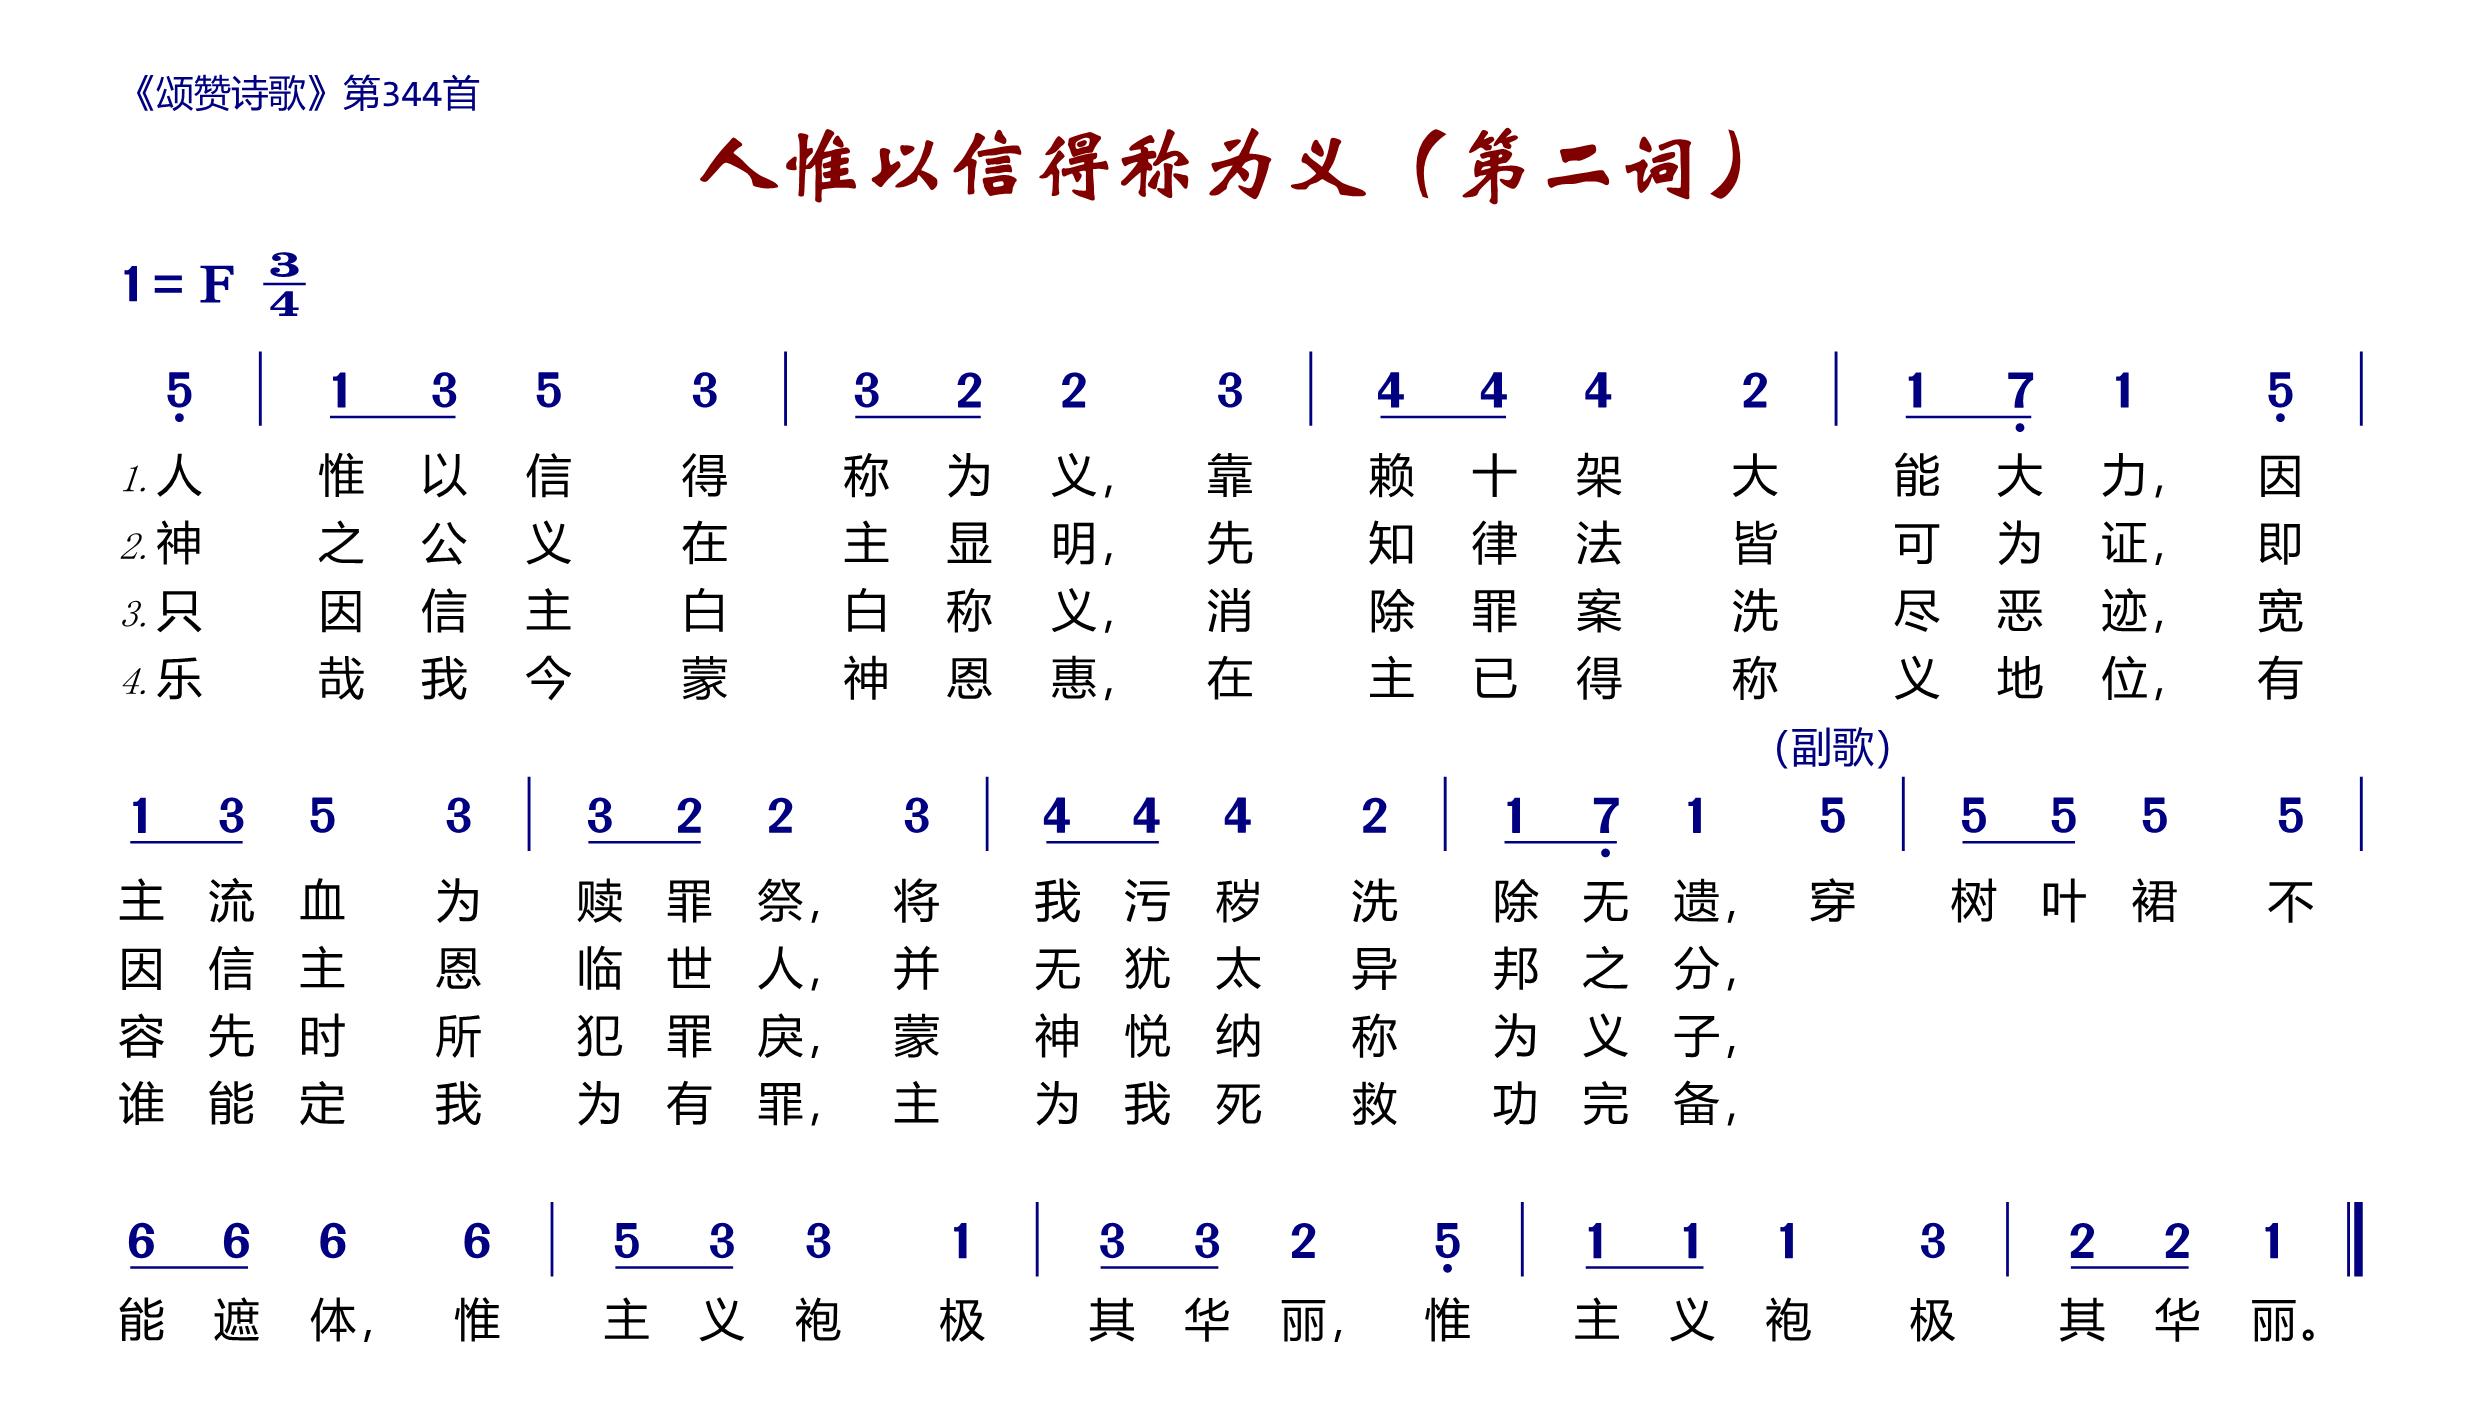 《颂赞诗歌》第344首
人惟以信得称为义（第二词）
1= F 3/4
5 | 1 3 5 3 | 3 2 2 3 | 4 4 4 2 | 1 7 1 5 |
1. 人惟以信得称为义, 靠赖十架大能大力, 因
2. 神之公义在主显明, 先知律法皆可为证, 即
3. 只因信主白白称义, 消除罪案洗尽恶迹, 宽
4. 乐哉我今蒙神恩惠, 在主已得称义地位, 有
(副歌)
1 3 5 3 | 3 2 2 3 | 4 4 4 2 | 1 7 1 5 | 5 5 5 5 |
主流血为赎罪祭, 将我污秽洗除无遗, 穿树叶裙不
因信主恩临世人, 并无犹太异邦之分,
容先时所犯罪戾, 蒙神悦纳称为义子,
谁能定我为有罪, 主为我死救功完备,
6 6 6 6 | 5 3 3 1 | 3 3 2 5 | 1 1 1 3 | 2 2 1
能遮体, 惟主义袍极其华丽, 惟主义袍极其华丽。